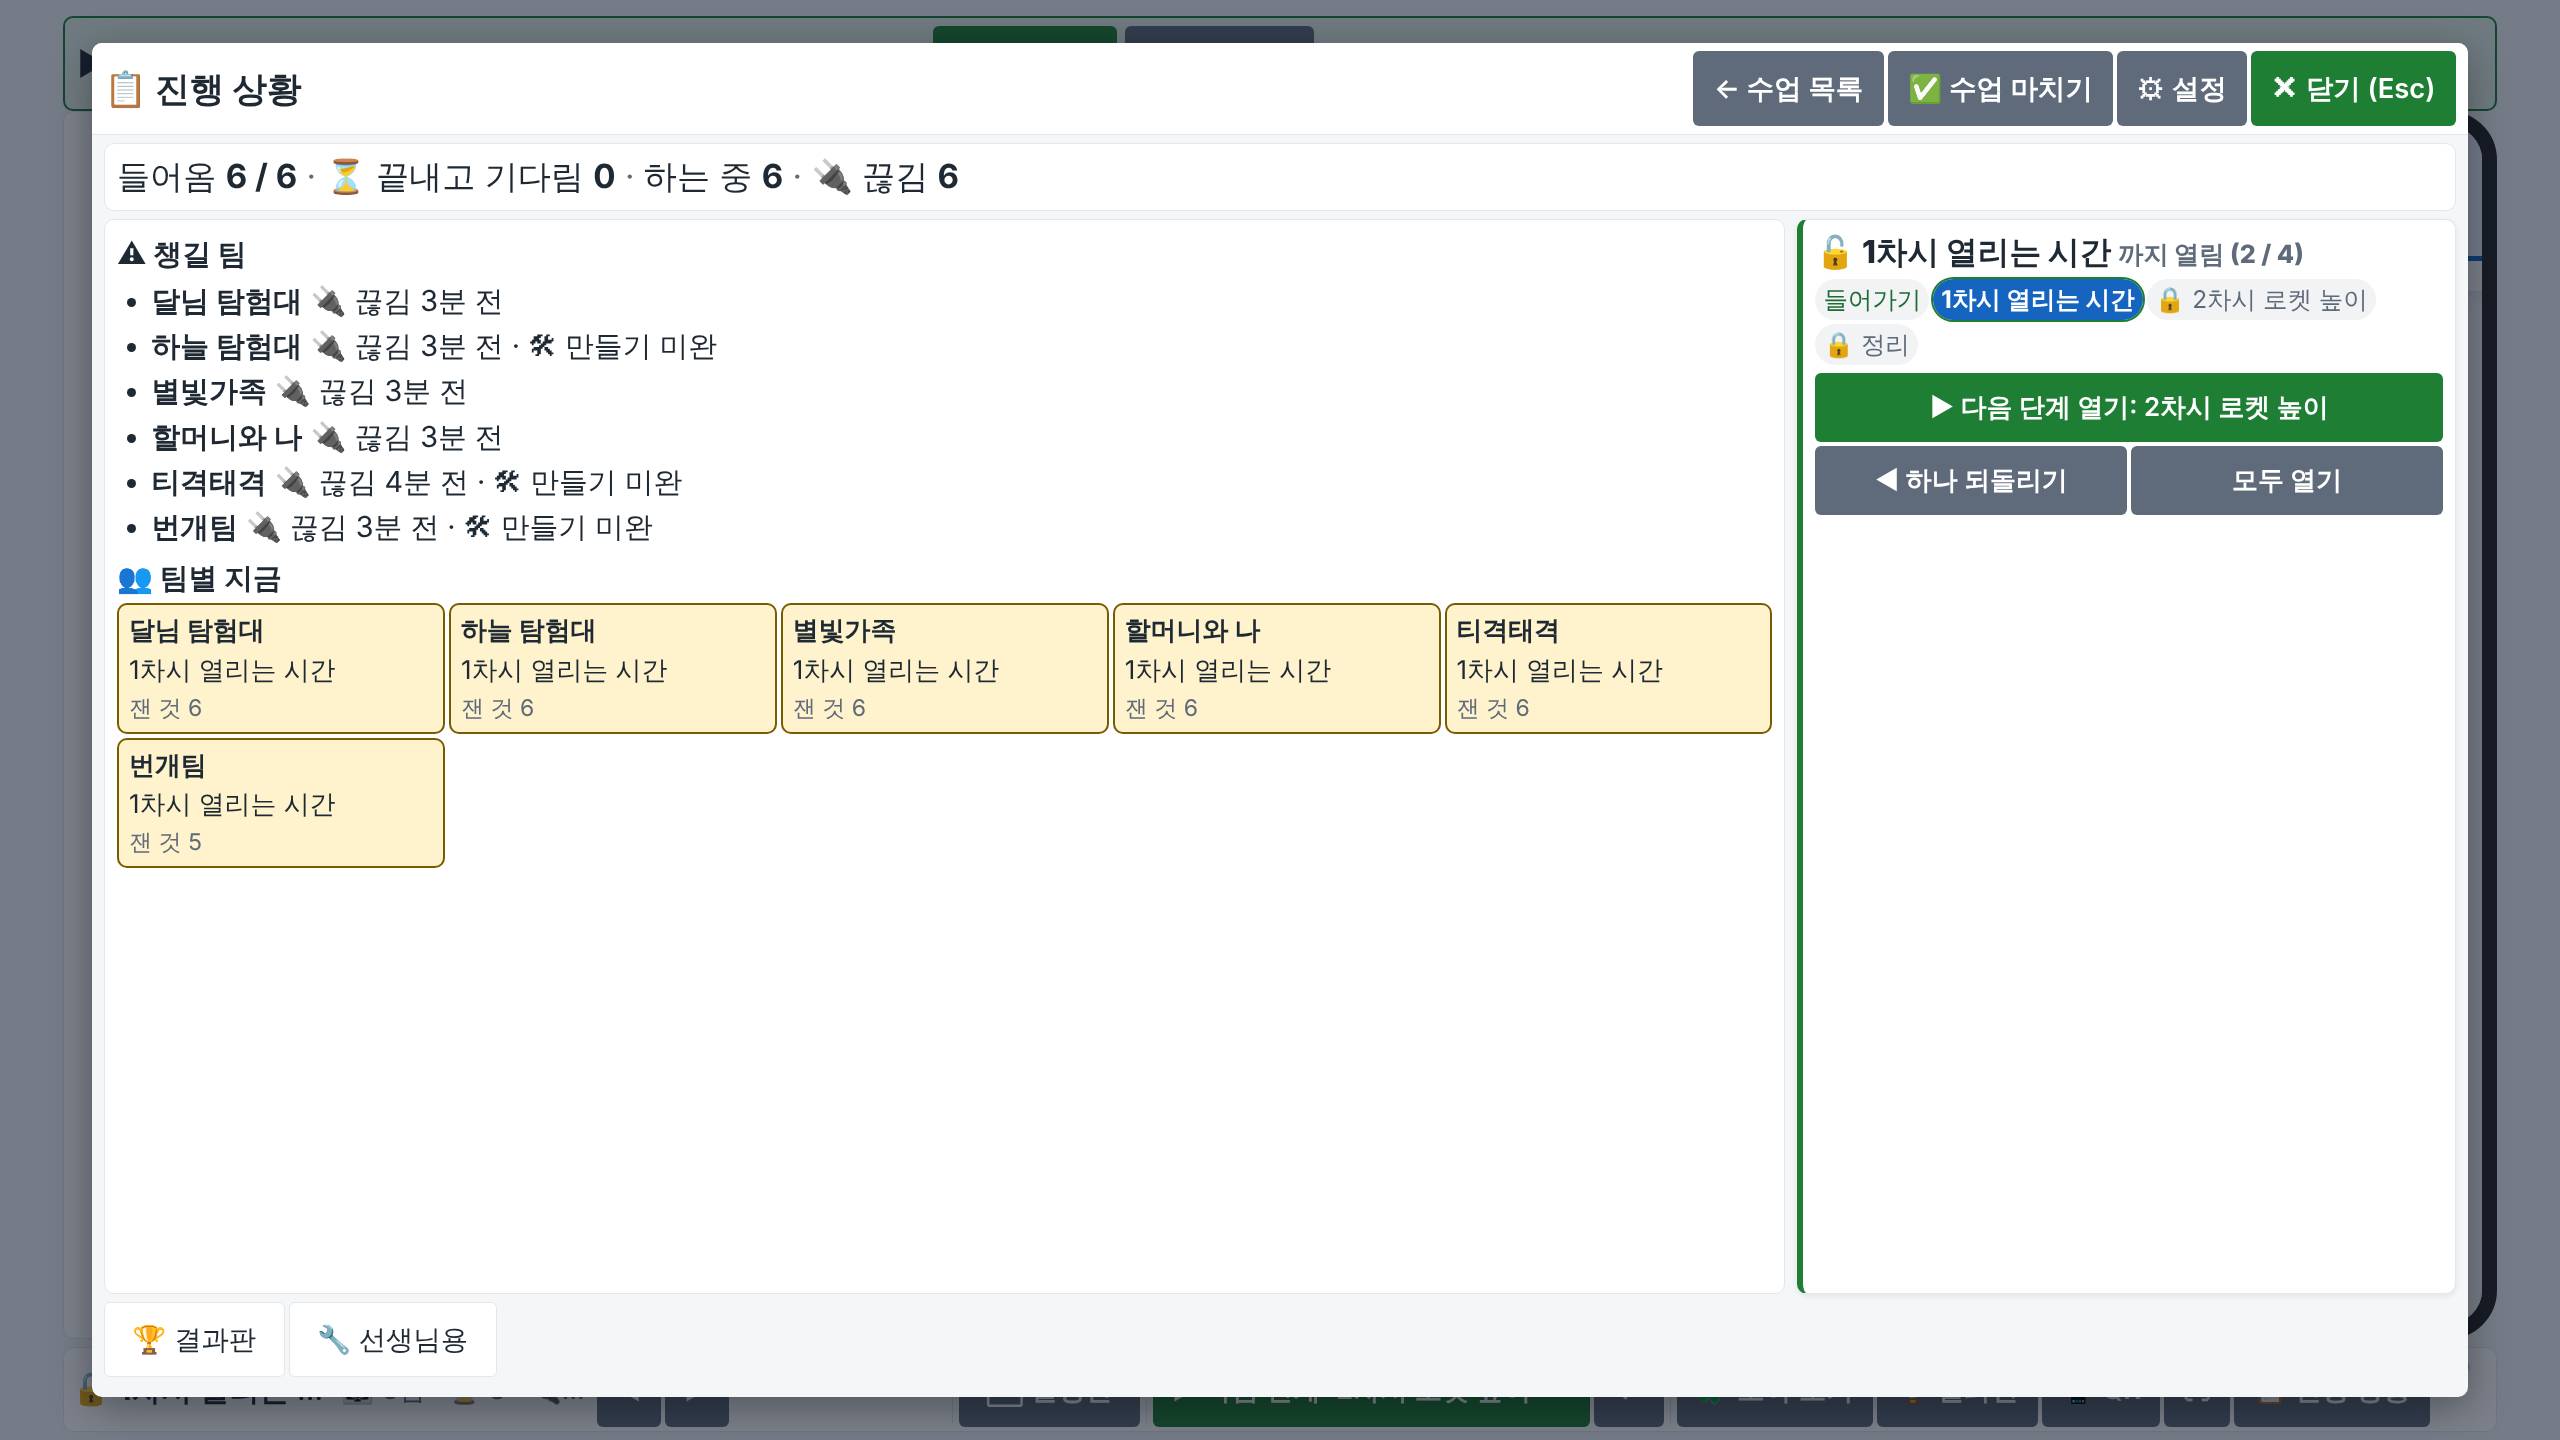 📋 진행 상황
← 수업 목록
✅ 수업 마치기
⚙ 설정
✕ 닫기 (Esc)
들어옴 6 / 6 · ⏳ 끝내고 기다림 0 · 하는 중 6 · 🔌 끊김 6
⚠ 챙길 팀
• 달님 탐험대 🔌 끊김 3분 전
• 하늘 탐험대 🔌 끊김 3분 전 · 🛠 만들기 미완
• 별빛가족 🔌 끊김 3분 전
• 할머니와 나 🔌 끊김 3분 전
• 티격태격 🔌 끊김 4분 전 · 🛠 만들기 미완
• 번개팀 🔌 끊김 3분 전 · 🛠 만들기 미완
👥 팀별 지금
달님 탐험대
1차시 열리는 시간
잰 것 6
하늘 탐험대
1차시 열리는 시간
잰 것 6
별빛가족
1차시 열리는 시간
잰 것 6
할머니와 나
1차시 열리는 시간
잰 것 6
티격태격
1차시 열리는 시간
잰 것 6
번개팀
1차시 열리는 시간
잰 것 5
🔓 1차시 열리는 시간 까지 열림 (2 / 4)
들어가기 1차시 열리는 시간 🔒 2차시 로켓 높이
🔒 정리
▶ 다음 단계 열기: 2차시 로켓 높이
◀ 하나 되돌리기
모두 열기
🏆 결과판
🔧 선생님용